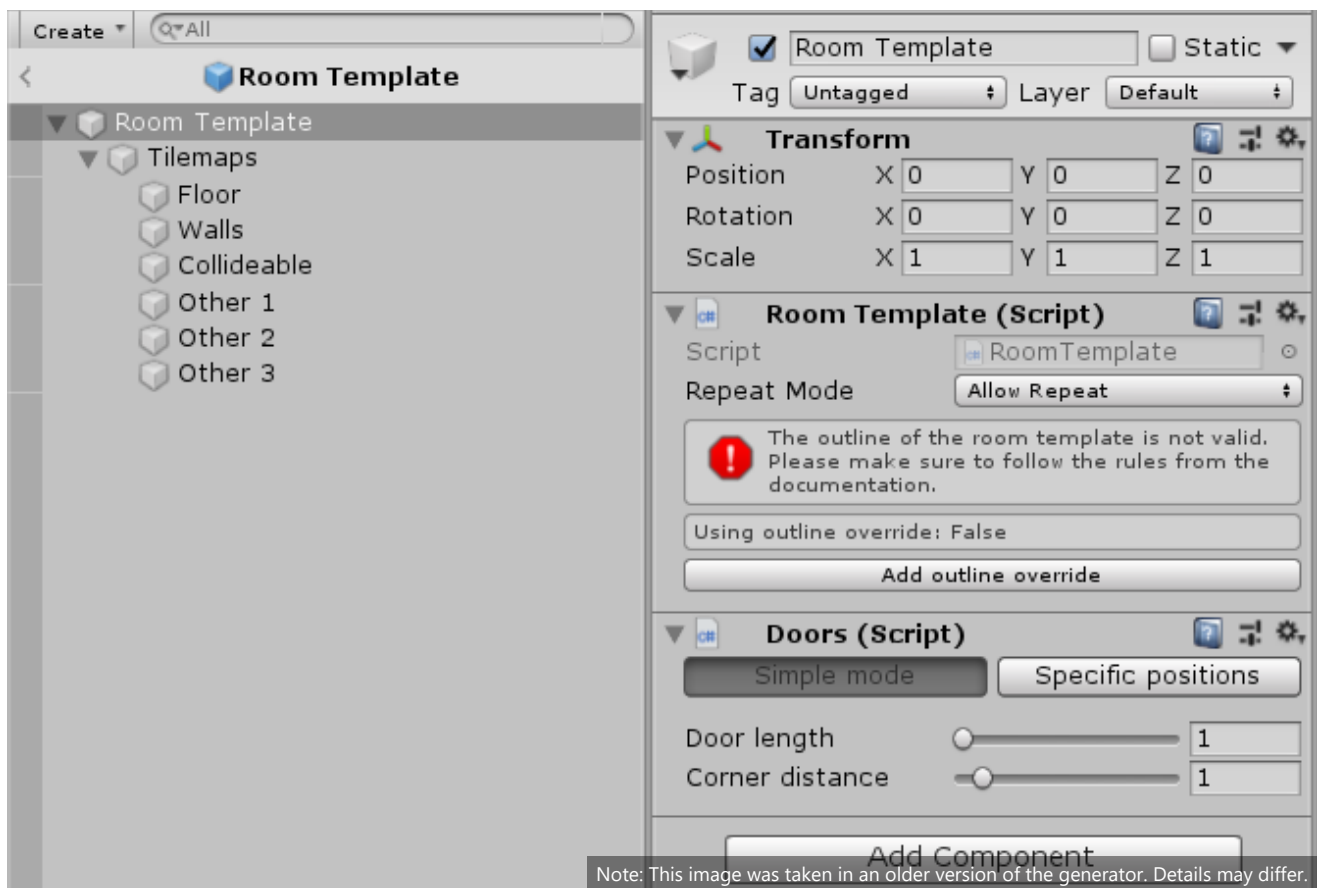 Create
All
Room Template
Room Template
Tilemaps
Floor
Walls
Collideable
Other 1
Other 2
Other 3
Room Template
Static
Tag Untagged Layer Default
Transform
Position X 0 Y 0 Z 0
Rotation X 0 Y 0 Z 0
Scale X 1 Y 1 Z 1
Room Template (Script)
Script c# RoomTemplate
Repeat Mode Allow Repeat
The outline of the room template is not valid.
Please make sure to follow the rules from the
documentation.
Using outline override: False
Add outline override
c# Doors (Script)
Simple mode Specific positions
Door length 1
Corner distance 1
Add Component
Note: This image was taken in an older version of the generator. Details may differ.